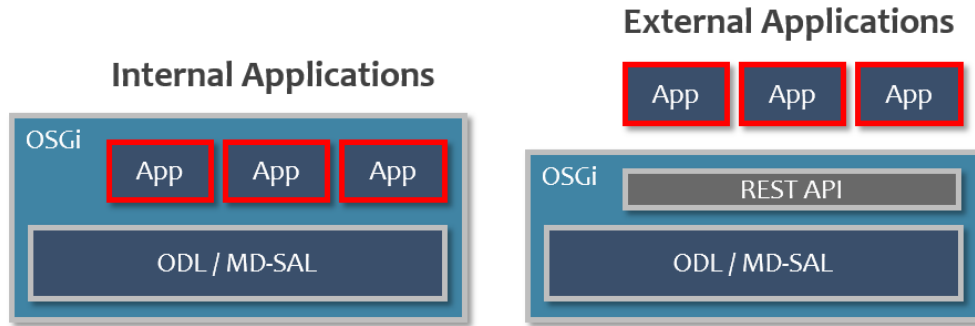 Internal Applications
OSGi
App App App
ODL / MD-SAL
External Applications
App App App
OSGi
REST API
ODL / MD-SAL